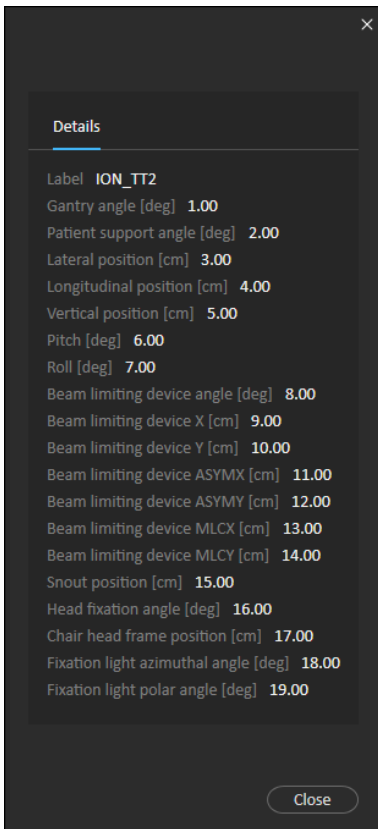 ×
Details
Label ION_TT2
Gantry angle [deg] 1.00
Patient support angle [deg] 2.00
Lateral position [cm] 3.00
Longitudinal position [cm] 4.00
Vertical position [cm] 5.00
Pitch [deg] 6.00
Roll [deg] 7.00
Beam limiting device angle [deg] 8.00
Beam limiting device X [cm] 9.00
Beam limiting device Y [cm] 10.00
Beam limiting device ASYMX [cm] 11.00
Beam limiting device ASYMY [cm] 12.00
Beam limiting device MLCX [cm] 13.00
Beam limiting device MLCY [cm] 14.00
Snout position [cm] 15.00
Head fixation angle [deg] 16.00
Chair head frame position [cm] 17.00
Fixation light azimuthal angle [deg] 18.00
Fixation light polar angle [deg] 19.00
Close